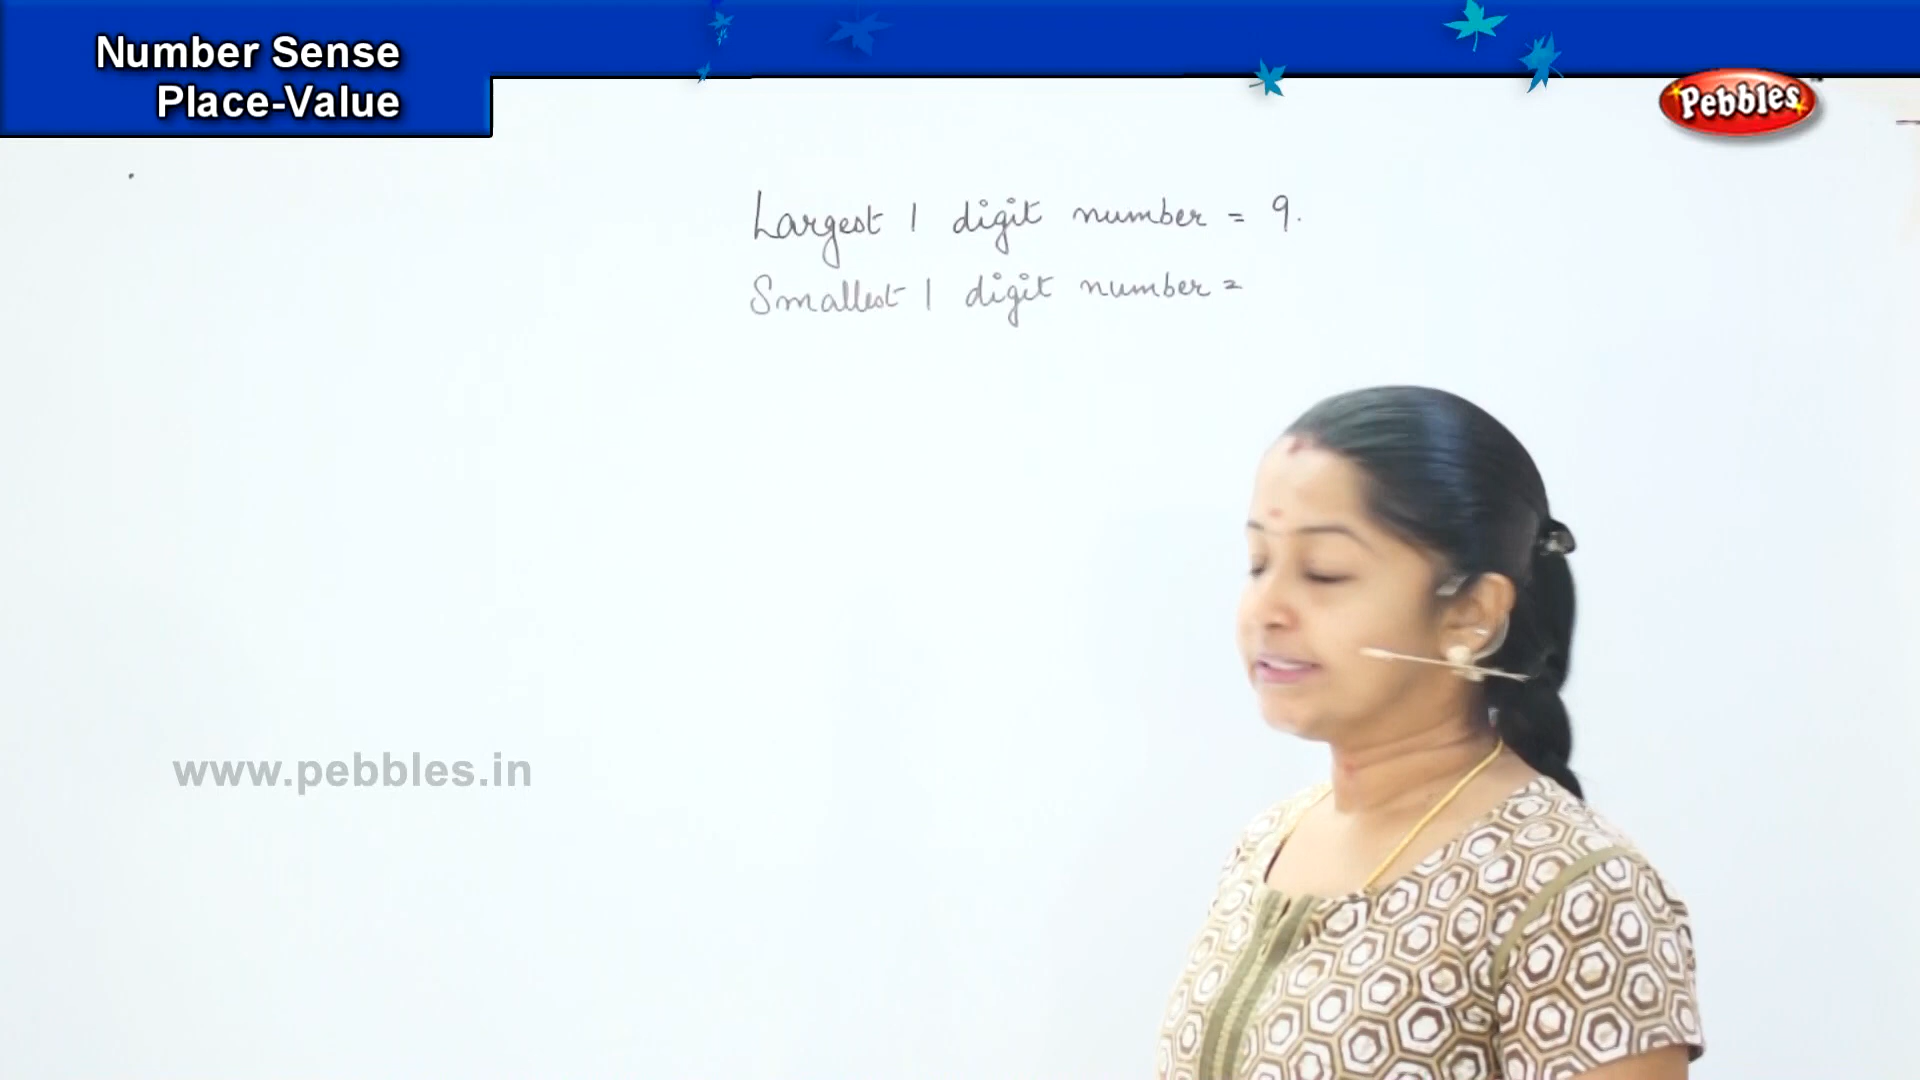 Number Sense
Place-Value
Pebbles
Largest 1 digit number = 9.
Smallest 1 digit number =
www.pebbles.in